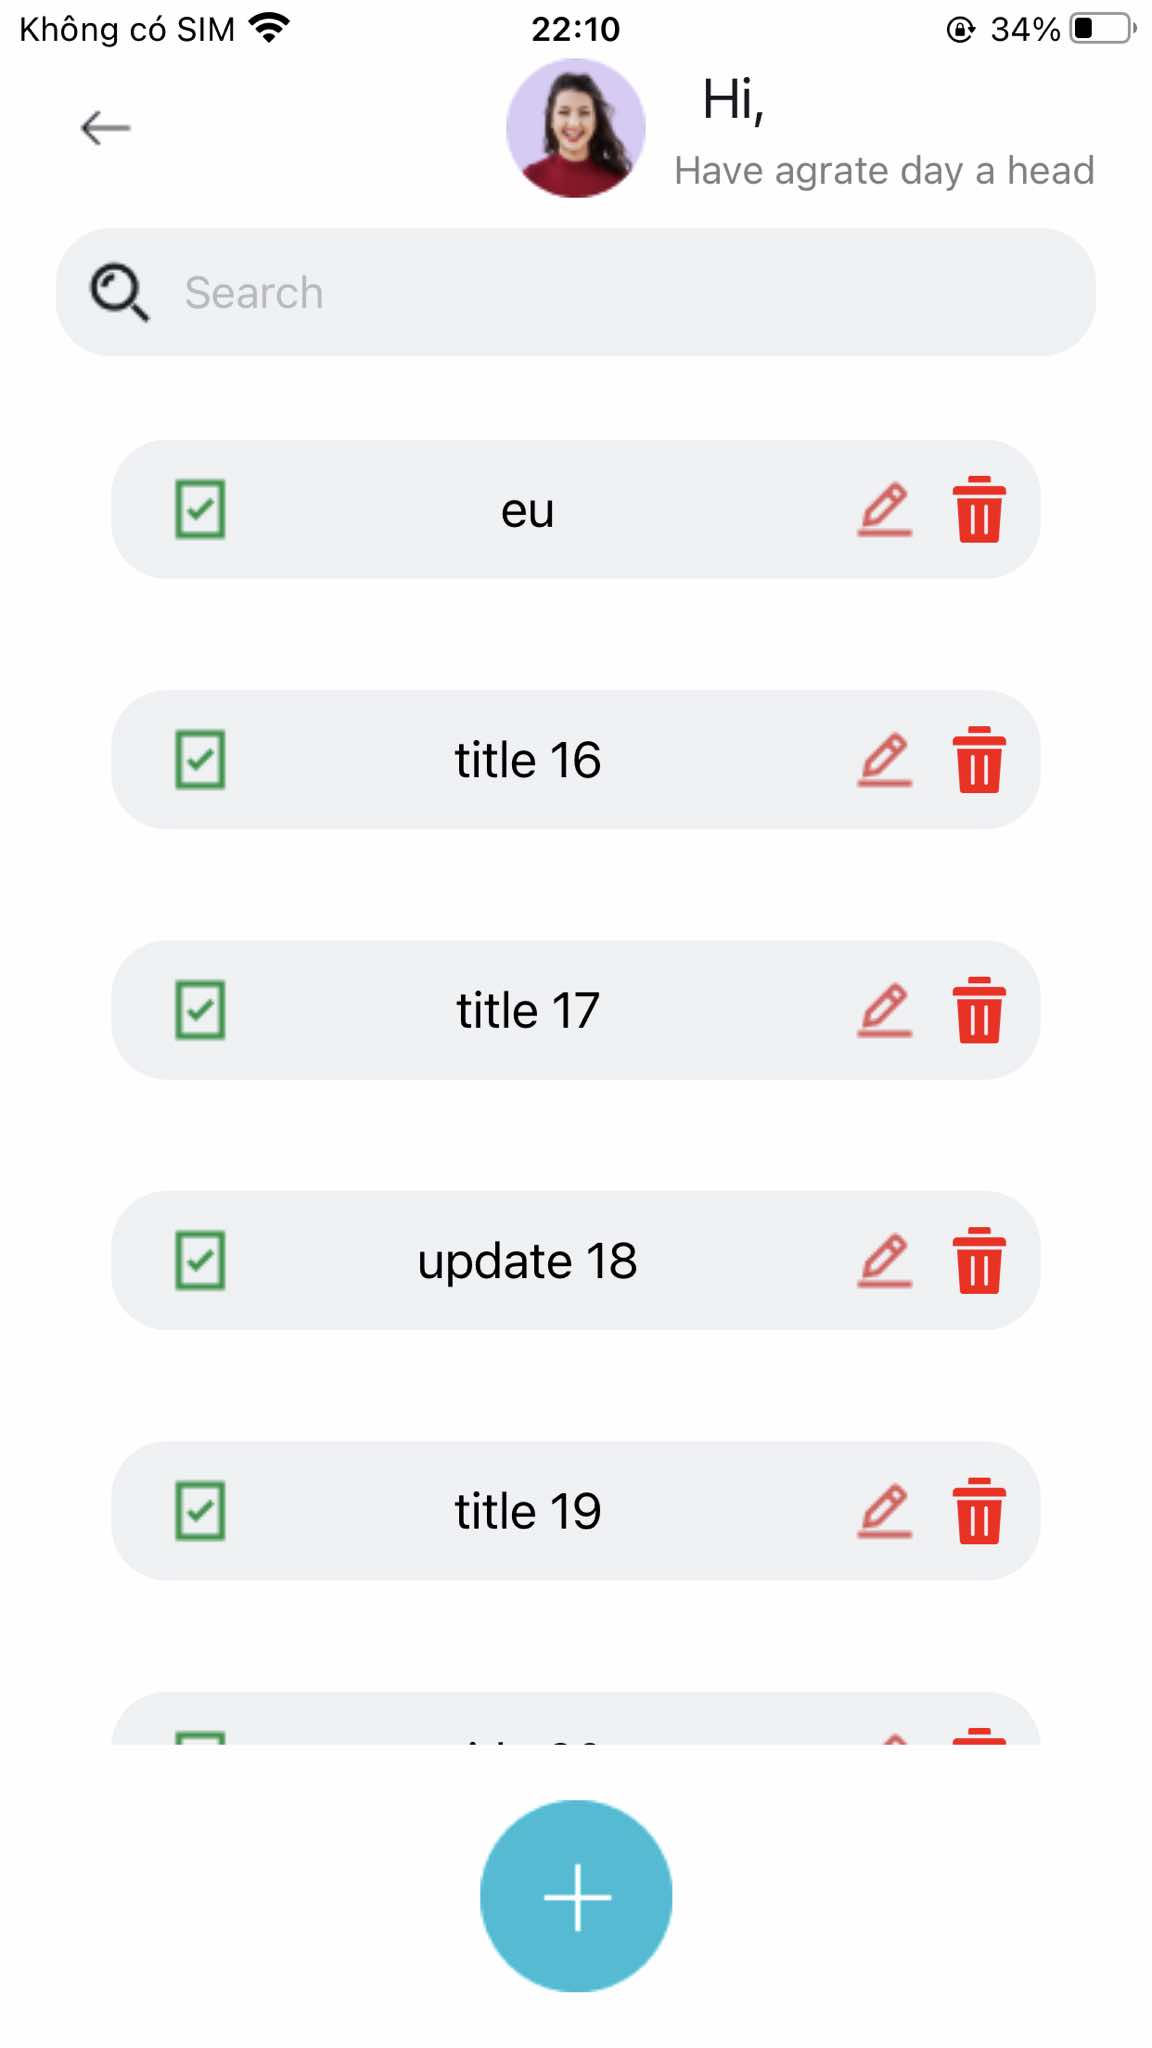 Không có SIM 22:10 34%
Hi,
Have agrate day a head
Search
eu
title 16
title 17
update 18
title 19